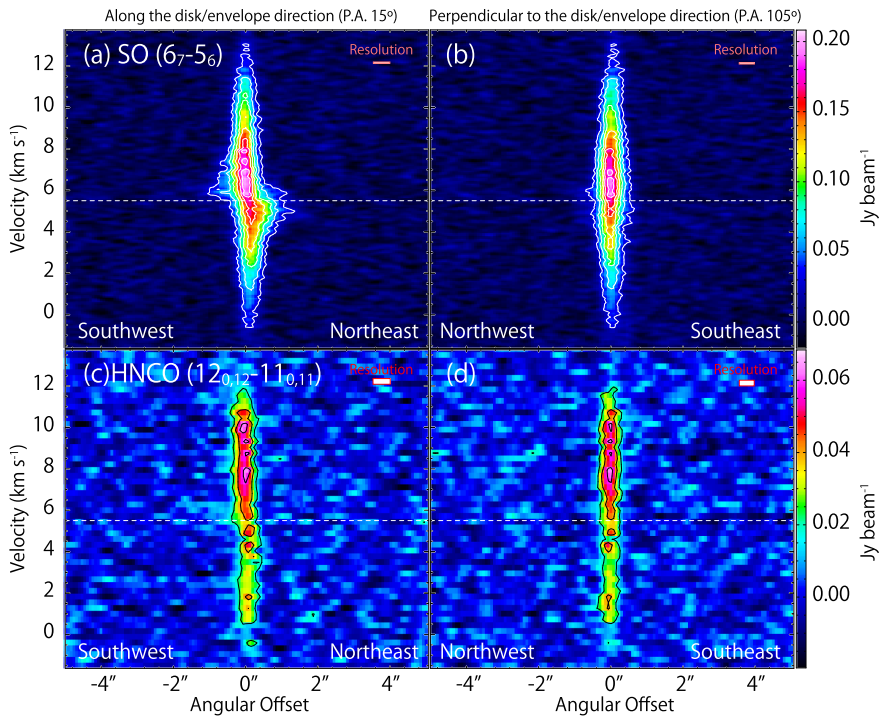 Along the disk/envelope direction (P.A. 15º)
Perpendicular to the disk/envelope direction (P.A. 105º)
(a) SO (6₇-5₆)
Resolution
(b)
Resolution
12
10
8
6
4
2
0
Velocity (km s⁻¹)
Southwest
Northeast
Northwest
Southeast
0.20
0.15
0.10
0.05
0.00
Jy beam⁻¹
(c)HNCO (12₀,₁₂-11₀,₁₁)
Resolution
(d)
Resolution
12
10
8
6
4
2
0
Velocity (km s⁻¹)
Southwest
Northeast
Northwest
Southeast
0.06
0.04
0.02
0.00
Jy beam⁻¹
-4” -2” 0” 2” 4”
-4” -2” 0” 2” 4”
Angular Offset
Angular Offset